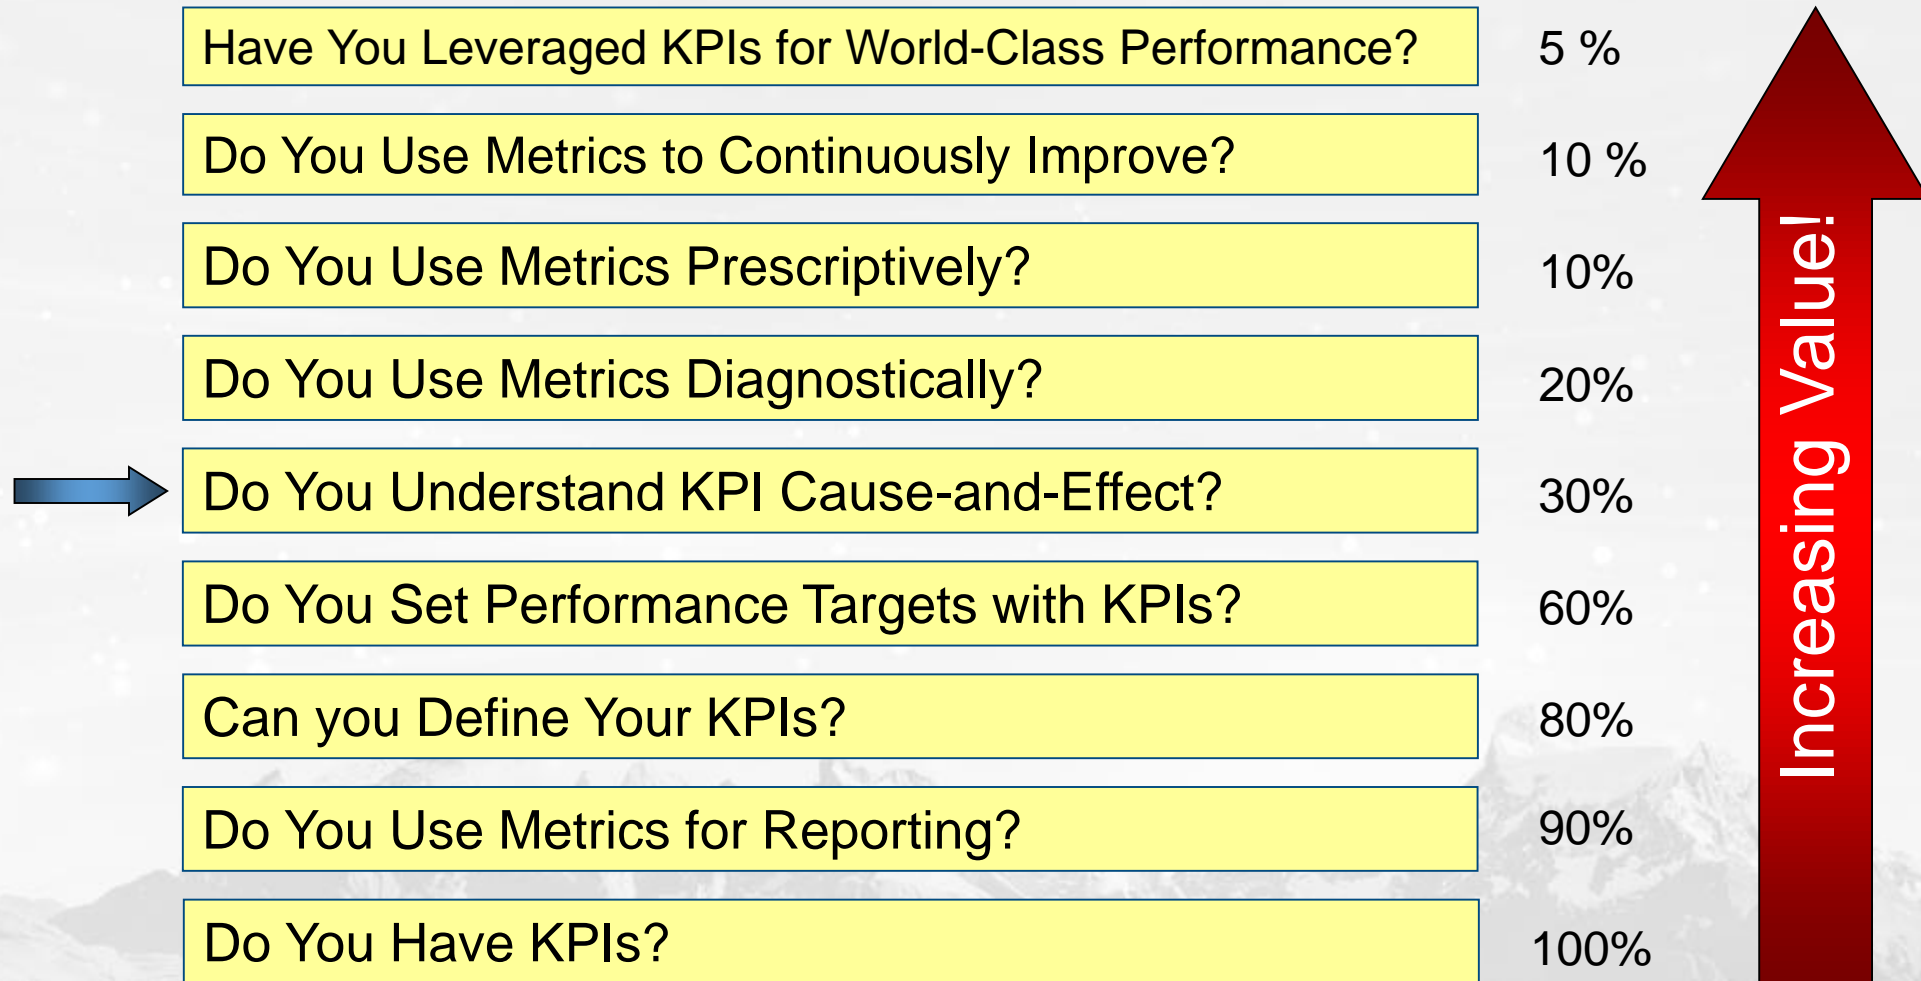 Have You Leveraged KPIs for World-Class Performance? 5 %
Do You Use Metrics to Continuously Improve? 10 %
Do You Use Metrics Prescriptively? 10%
Do You Use Metrics Diagnostically? 20%
Do You Understand KPI Cause-and-Effect? 30%
Do You Set Performance Targets with KPIs? 60%
Can you Define Your KPIs? 80%
Do You Use Metrics for Reporting? 90%
Do You Have KPIs? 100%
Increasing Value!